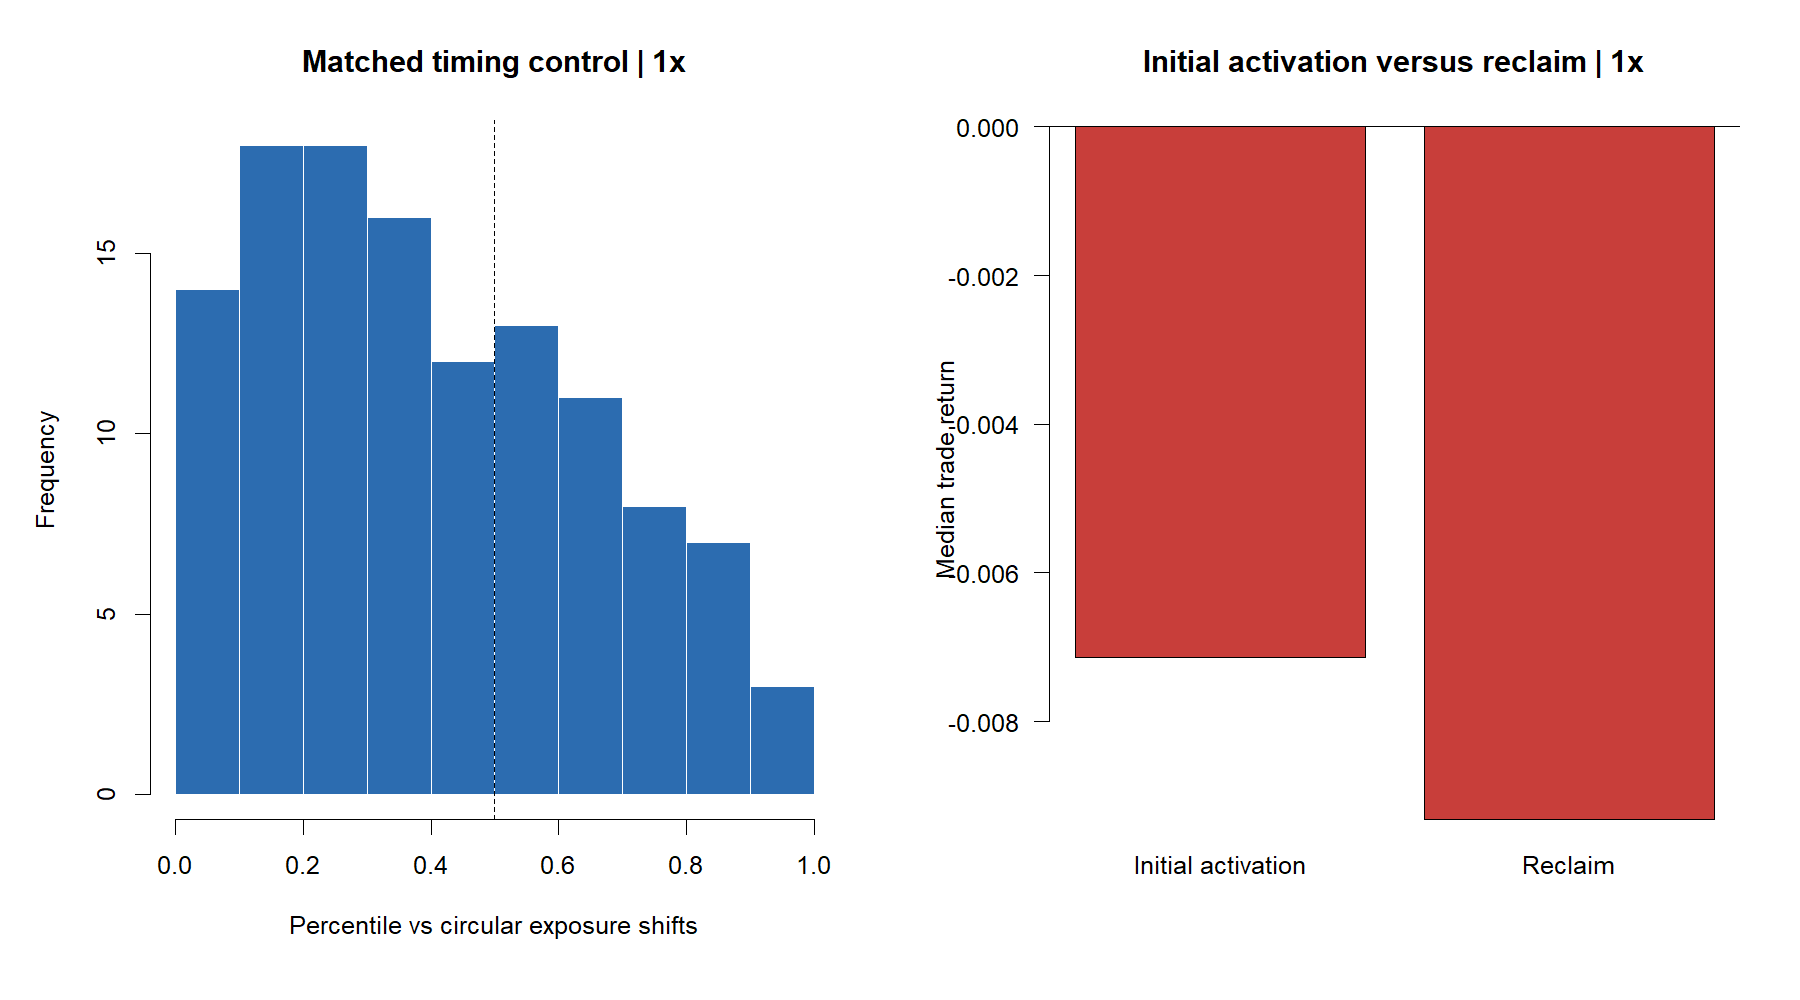 Matched timing control | 1x
Frequency
15
10
5
0
0.0 0.2 0.4 0.6 0.8 1.0
Percentile vs circular exposure shifts
Initial activation versus reclaim | 1x
Median trade return
0.000
-0.002
-0.004
-0.006
-0.008
Initial activation Reclaim